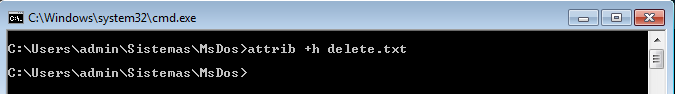 C:\Windows\system32\cmd.exe
C:\Users\admin\Sistemas\MsDos>attrib +h delete.txt
C:\Users\admin\Sistemas\MsDos>